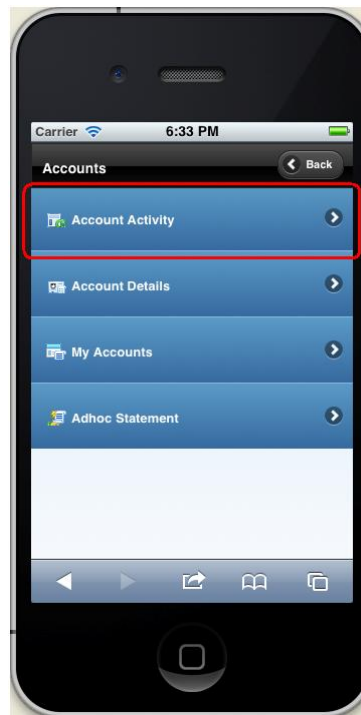 Carrier 6:33 PM
Accounts Back
Account Activity
Account Details
My Accounts
Adhoc Statement